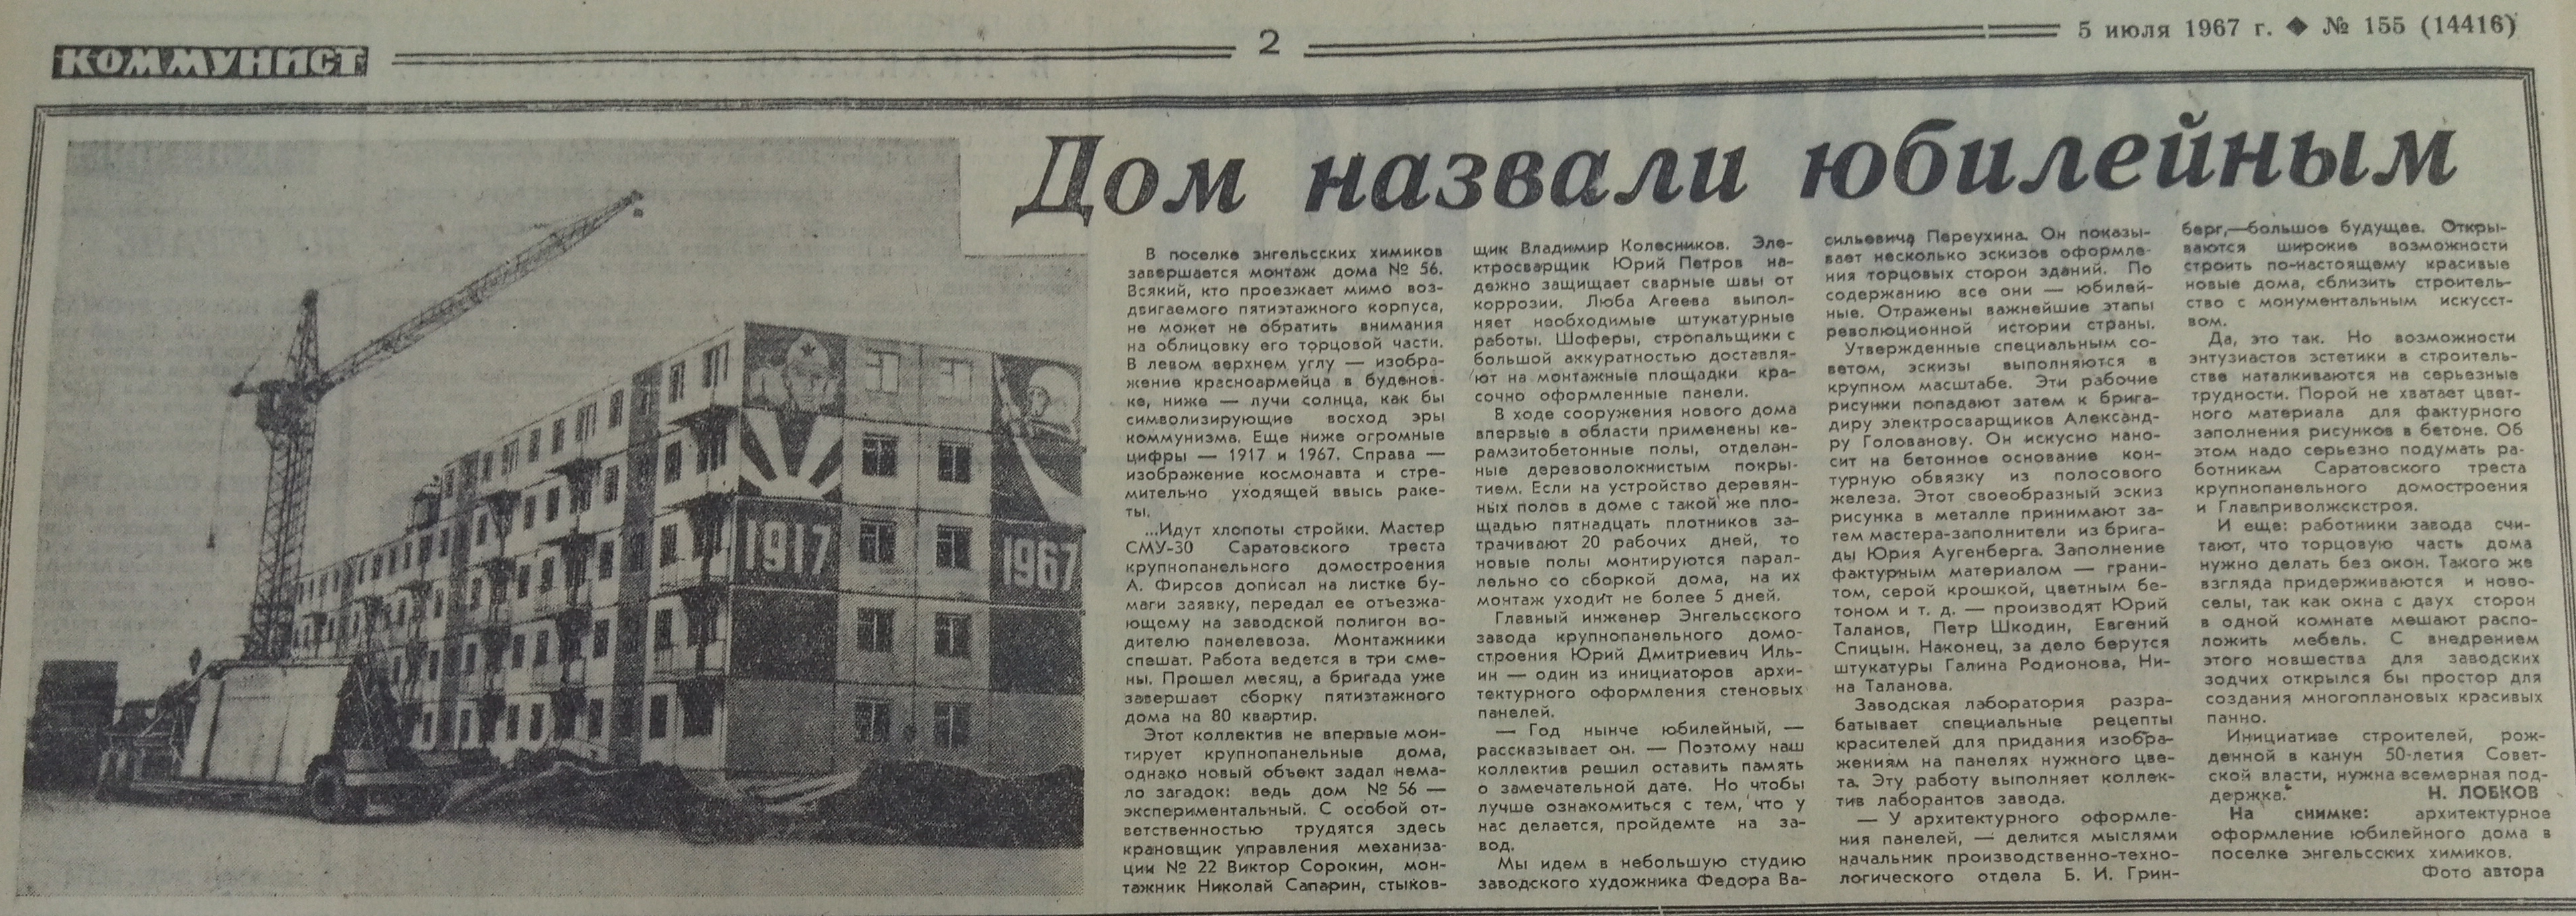 КОММУНИСТ
2
5 июля 1967 г. ◆ № 155 (14416)
Дом назвали юбилейным
1917
1967
В поселке энгельсских химиков
завершается монтаж дома № 56.
Всякий, кто проезжает мимо воз-
двигаемого пятиэтажного корпуса,
не может не обратить внимания
на облицовку его торцовой части.
В левом верхнем углу — изобра-
жение красноармейца в буденов-
ке, ниже — лучи солнца, как бы
символизирующие восход эры
коммунизма. Еще ниже огромные
цифры — 1917 и 1967. Справа —
изображение космонавта и стре-
мительно уходящей ввысь раке-
ты.
...Идут хлопоты стройки. Мастер
СМУ-30 Саратовского треста
крупнопанельного домостроения
А. Фирсов дописал на листке бу-
маги заявку, передал ее отъезжа-
ющему на заводской полигон во-
дителю панелевоза. Монтажники
спешат. Работа ведется в три сме-
ны. Прошел месяц, а бригада уже
завершает сборку пятиэтажного
дома на 80 квартир.
Этот коллектив не впервые мон-
тирует крупнопанельные дома,
однако новый объект задал нема-
ло загадок: ведь дом № 56 —
экспериментальный. С особой от-
ветственностью трудятся здесь
крановщик управления механиза-
ции № 22 Виктор Сорокин, мон-
тажник Николай Сапарин, стыков-
щик Владимир Колесников. Эле-
ктросварщик Юрий Петров на-
дежно защищает сварные швы от
коррозии. Люба Агеева выпол-
няет необходимые штукатурные
работы. Шоферы, стропальщики с
большой аккуратностью доставля-
ют на монтажные площадки кра-
сочно оформленные панели.
В ходе сооружения нового дома
впервые в области применены ке-
рамзитобетонные полы, отделан-
ные деревоволокнистым покры-
тием. Если на устройство деревян-
ных полов в доме с такой же пло-
щадью пятнадцать плотников за-
трачивают 20 рабочих дней, то
новые полы монтируются парал-
лельно со сборкой дома, на их
монтаж уходит не более 5 дней.
Главный инженер Энгельсского
завода крупнопанельного домо-
строения Юрий Дмитриевич Иль-
ин — один из инициаторов архи-
тектурного оформления стеновых
панелей.
— Год нынче юбилейный, —
рассказывает он. — Поэтому наш
коллектив решил оставить память
о замечательной дате. Но чтобы
лучше ознакомиться с тем, что у
нас делается, пройдемте на за-
вод.
Мы идем в небольшую студию
заводского художника Федора Ва-
сильевича Переухина. Он показы-
вает несколько эскизов оформле-
ния торцовых сторон зданий. По
содержанию все они — юбилей-
ные. Отражены важнейшие этапы
революционной истории страны.
Утвержденные специальным со-
ветом, эскизы выполняются в
крупном масштабе. Эти рабочие
рисунки попадают затем к брига-
диру электросварщиков Александ-
ру Голованову. Он искусно нано-
сит на бетонное основание кон-
турную обвязку из полосового
железа. Этот своеобразный эскиз
рисунка в металле принимают за-
тем мастера-заполнители из брига-
ды Юрия Аугенберга. Заполнение
фактурным материалом — грани-
том, серой крошкой, цветным бе-
тоном и т. д. — производят Юрий
Таланов, Петр Шкодин, Евгений
Спицын. Наконец, за дело берутся
штукатуры Галина Родионова, Ни-
на Таланова.
Заводская лаборатория разра-
батывает специальные рецепты
красителей для придания изобра-
жениям на панелях нужного цве-
та. Эту работу выполняет коллек-
тив лаборантов завода.
— У архитектурного оформле-
ния панелей, — делится мыслями
начальник производственно-техно-
логического отдела Б. И. Грин-
берг,—большое будущее. Откры-
ваются широкие возможности
строить по-настоящему красивые
новые дома, сблизить строитель-
ство с монументальным искусст-
вом.
Да, это так. Но возможности
энтузиастов эстетики в строитель-
стве наталкиваются на серьезные
трудности. Порой не хватает цвет-
ного материала для фактурного
заполнения рисунков в бетоне. Об
этом надо серьезно подумать ра-
ботникам Саратовского треста
крупнопанельного домостроения
и Главприволжскстроя.
И еще: работники завода счи-
тают, что торцовую часть дома
нужно делать без окон. Такого же
взгляда придерживаются и ново-
селы, так как окна с двух сторон
в одной комнате мешают распо-
ложить мебель. С внедрением
этого новшества для заводских
зодчих открылся бы простор для
создания многоплановых красивых
панно.
Инициативе строителей, рож-
денной в канун 50-летия Совет-
ской власти, нужна всемерная под-
держка.
Н. ЛОБКОВ
На снимке: архитектурное
оформление юбилейного дома в
поселке энгельсских химиков.
Фото автора